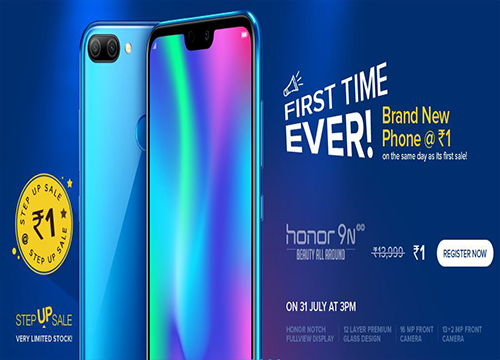 FIRST TIME
EVER!
Brand New
Phone @ ₹1
on the same day as its first sale!
STEP UP SALE
@ ₹1
STEP UP SALE
honor 9N
BEAUTY ALL AROUND
₹13,999 ₹1
REGISTER NOW
ON 31 JULY AT 3PM
STEP UP SALE
VERY LIMITED STOCK!
HONOR NOTCH
FULLVIEW DISPLAY
12 LAYER PREMIUM
GLASS DESIGN
16 MP FRONT
CAMERA
13+2 MP FRONT
CAMERA